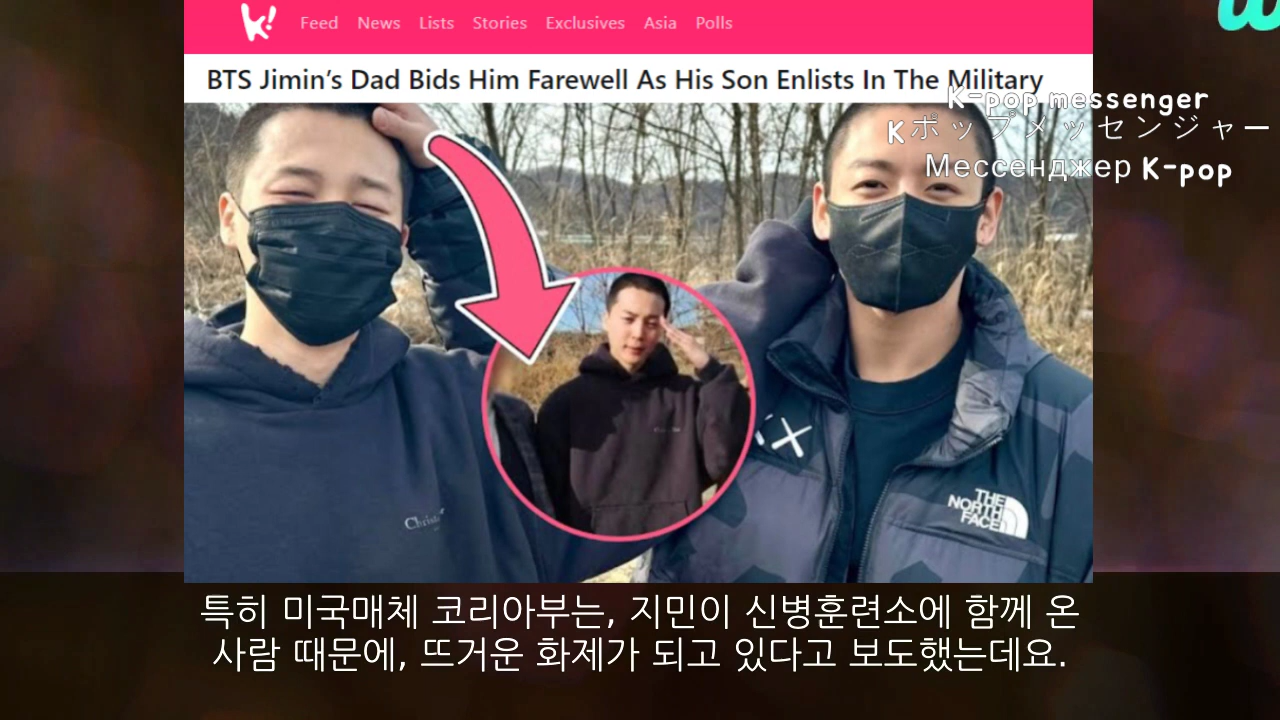 k!
Feed News Lists Stories Exclusives Asia Polls
BTS Jimin's Dad Bids Him Farewell As His Son Enlists In The Military
K-pop messenger
Kポップメッセンジャー
Мессенджер K-pop
THE
NORTH
FACE
특히 미국매체 코리아부는, 지민이 신병훈련소에 함께 온
사람 때문에, 뜨거운 화제가 되고 있다고 보도했는데요.